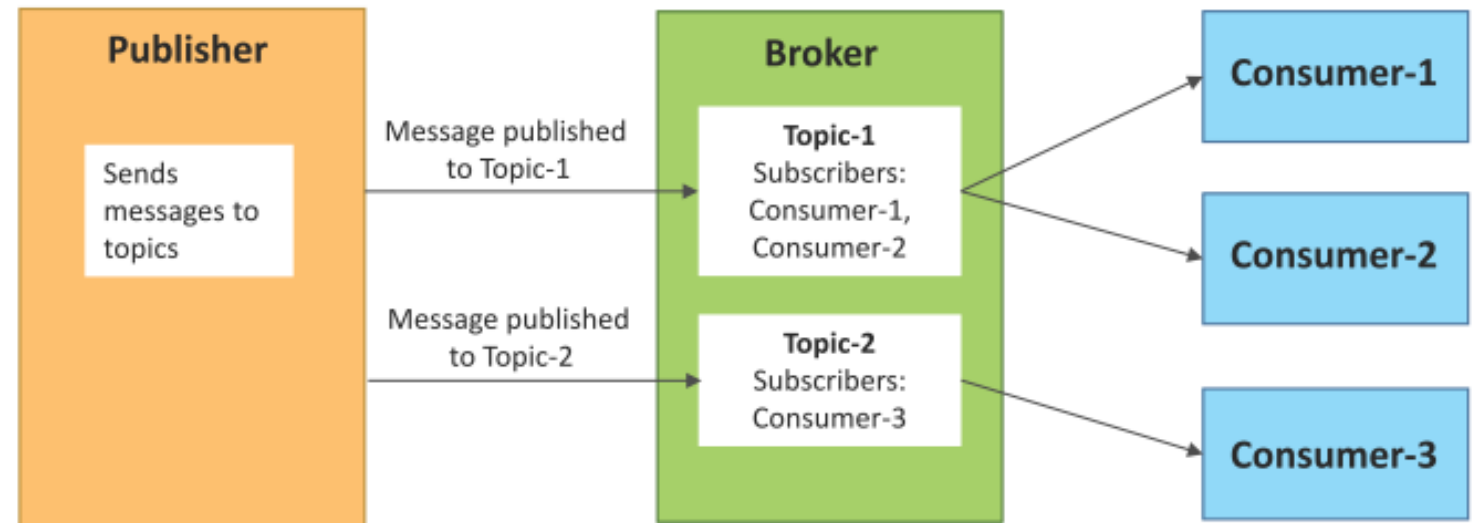 Publisher
Sends
messages to
topics
Message published
to Topic-1
Message published
to Topic-2
Broker
Topic-1
Subscribers:
Consumer-1,
Consumer-2
Topic-2
Subscribers:
Consumer-3
Consumer-1
Consumer-2
Consumer-3